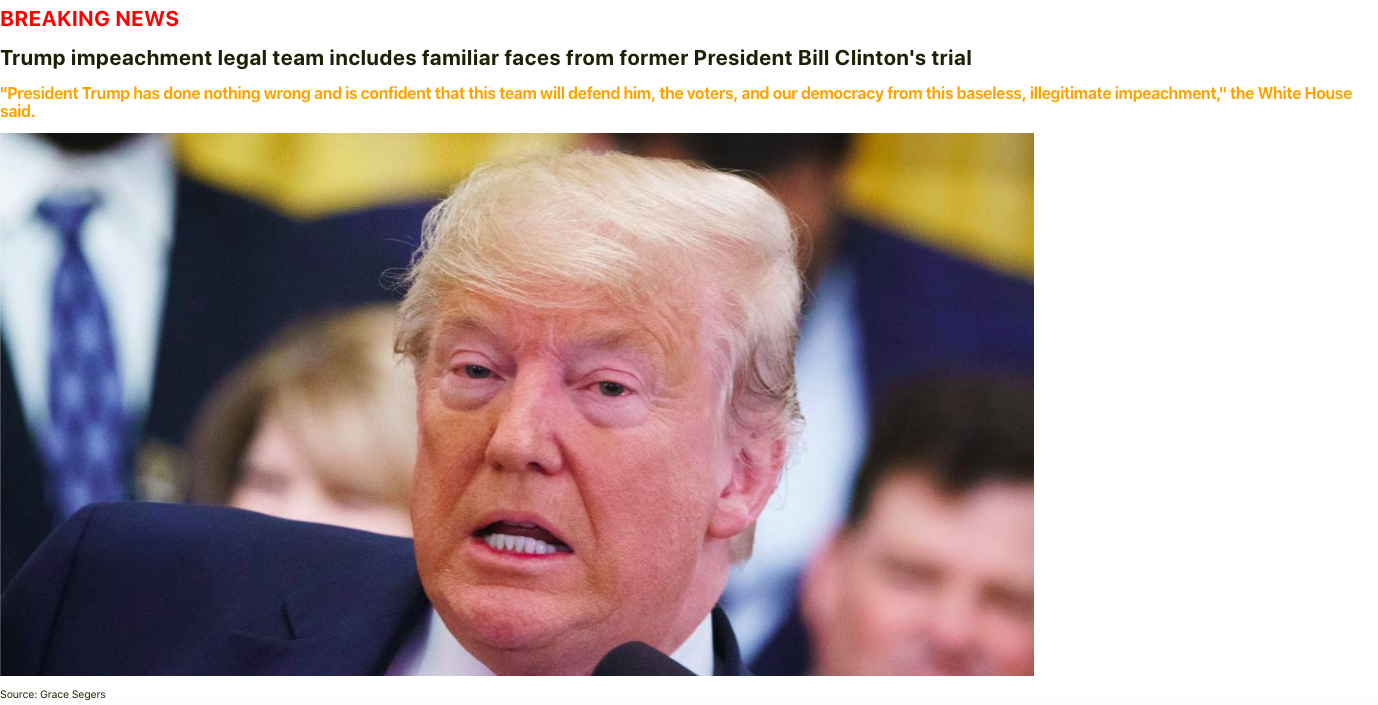 BREAKING NEWS
Trump impeachment legal team includes familiar faces from former President Bill Clinton's trial
"President Trump has done nothing wrong and is confident that this team will defend him, the voters, and our democracy from this baseless, illegitimate impeachment," the White House
said.
Source: Grace Segers